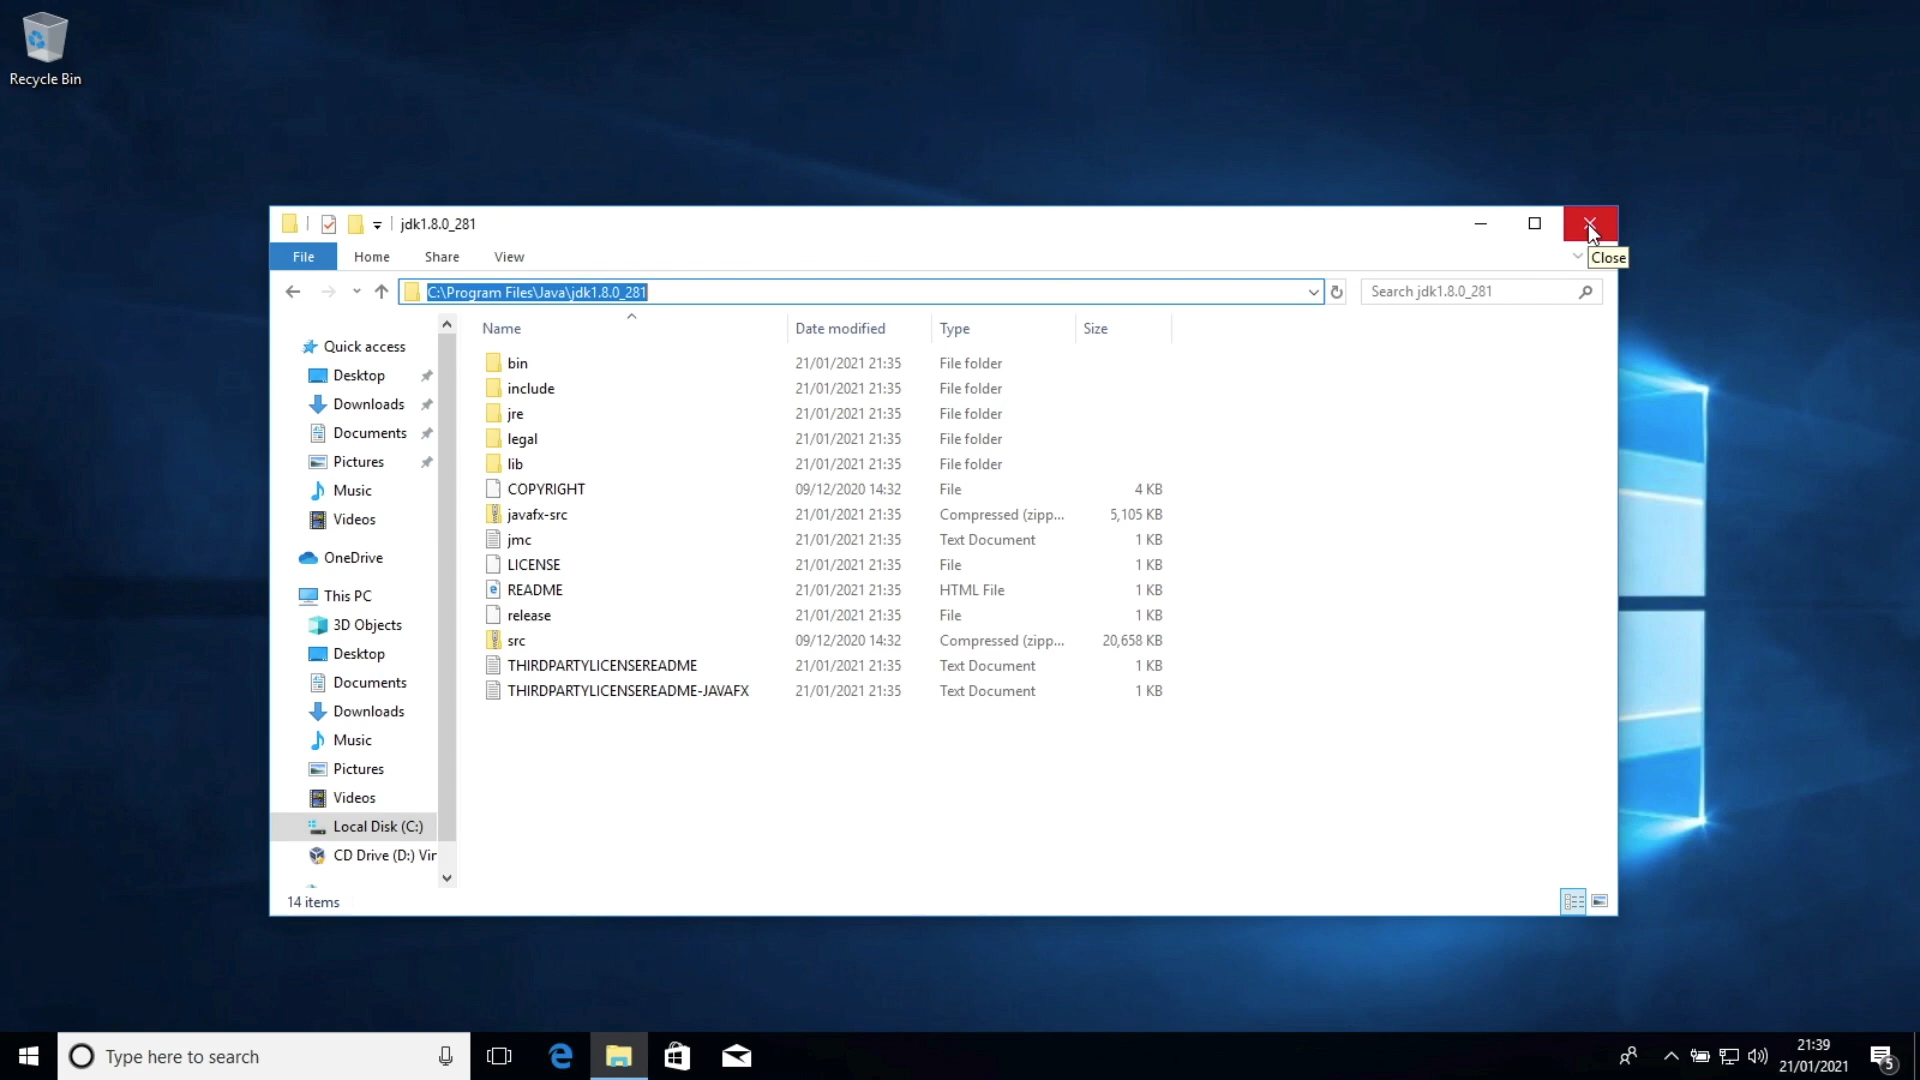 Recycle Bin
jdk1.8.0_281
Close
File Home Share View
C:\Program Files\Java\jdk1.8.0_281
Search jdk1.8.0_281
Name Date modified Type Size
Quick access
Desktop
Downloads
Documents
Pictures
Music
Videos
OneDrive
This PC
3D Objects
Desktop
Documents
Downloads
Music
Pictures
Videos
Local Disk (C:)
CD Drive (D:) Vir
bin 21/01/2021 21:35 File folder
include 21/01/2021 21:35 File folder
jre 21/01/2021 21:35 File folder
legal 21/01/2021 21:35 File folder
lib 21/01/2021 21:35 File folder
COPYRIGHT 09/12/2020 14:32 File 4 KB
javafx-src 21/01/2021 21:35 Compressed (zipp... 5,105 KB
jmc 21/01/2021 21:35 Text Document 1 KB
LICENSE 21/01/2021 21:35 File 1 KB
README 21/01/2021 21:35 HTML File 1 KB
release 21/01/2021 21:35 File 1 KB
src 09/12/2020 14:32 Compressed (zipp... 20,658 KB
THIRDPARTYLICENSEREADME 21/01/2021 21:35 Text Document 1 KB
THIRDPARTYLICENSEREADME-JAVAFX 21/01/2021 21:35 Text Document 1 KB
14 items
Type here to search
21:39
21/01/2021
5